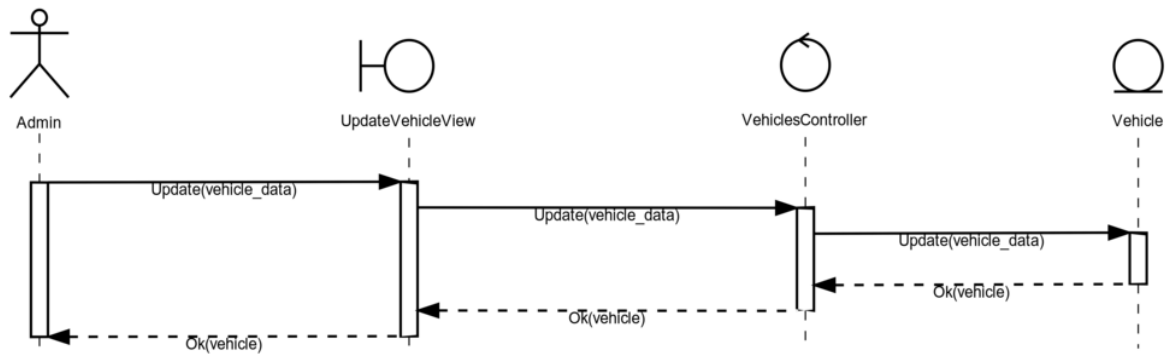 Admin
UpdateVehicleView
VehiclesController
Vehicle
Update(vehicle_data)
Update(vehicle_data)
Update(vehicle_data)
Ok(vehicle)
Ok(vehicle)
Ok(vehicle)